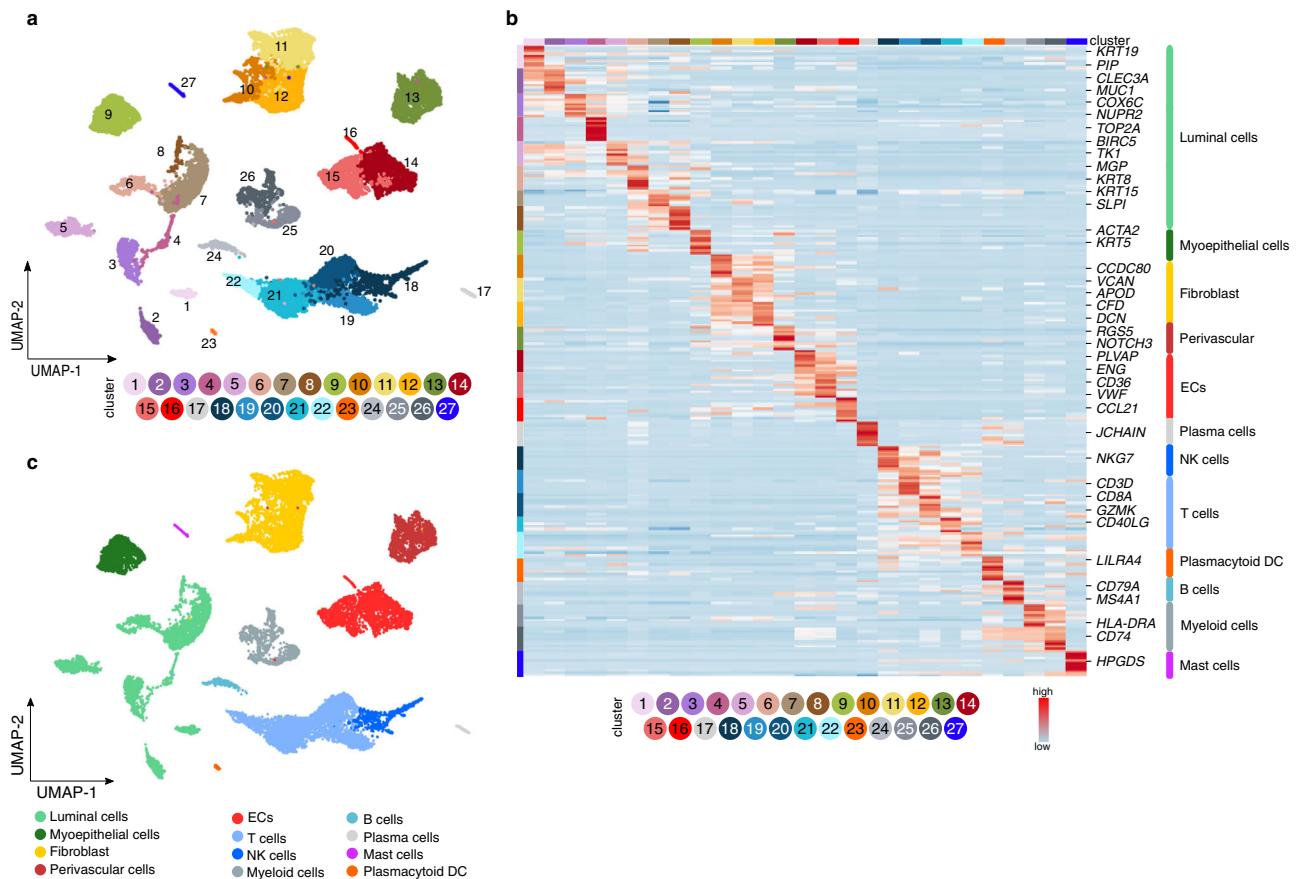 a
11
27
10
12
13
9
16
8
14
15
6
26
7
5
25
4
3
24
20
22
21
18
17
1
19
2
23
UMAP-2
UMAP-1
cluster
1 2 3 4 5 6 7 8 9 10 11 12 13 14
15 16 17 18 19 20 21 22 23 24 25 26 27
b
cluster
KRT19
PIP
CLEC3A
MUC1
COX6C
NUPR2
TOP2A
BIRC5
TK1
MGP
KRT8
KRT15
SLPI
ACTA2
KRT5
CCDC80
VCAN
APOD
CFD
DCN
RGS5
NOTCH3
PLVAP
ENG
CD36
VWF
CCL21
JCHAIN
NKG7
CD3D
CD8A
GZMK
CD40LG
LILRA4
CD79A
MS4A1
HLA-DRA
CD74
HPGDS
Luminal cells
Myoepithelial cells
Fibroblast
Perivascular
ECs
Plasma cells
NK cells
T cells
Plasmacytoid DC
B cells
Myeloid cells
Mast cells
cluster
1 2 3 4 5 6 7 8 9 10 11 12 13 14
15 16 17 18 19 20 21 22 23 24 25 26 27
high
low
c
UMAP-2
UMAP-1
Luminal cells
Myoepithelial cells
Fibroblast
Perivascular cells
ECs
T cells
NK cells
Myeloid cells
B cells
Plasma cells
Mast cells
Plasmacytoid DC